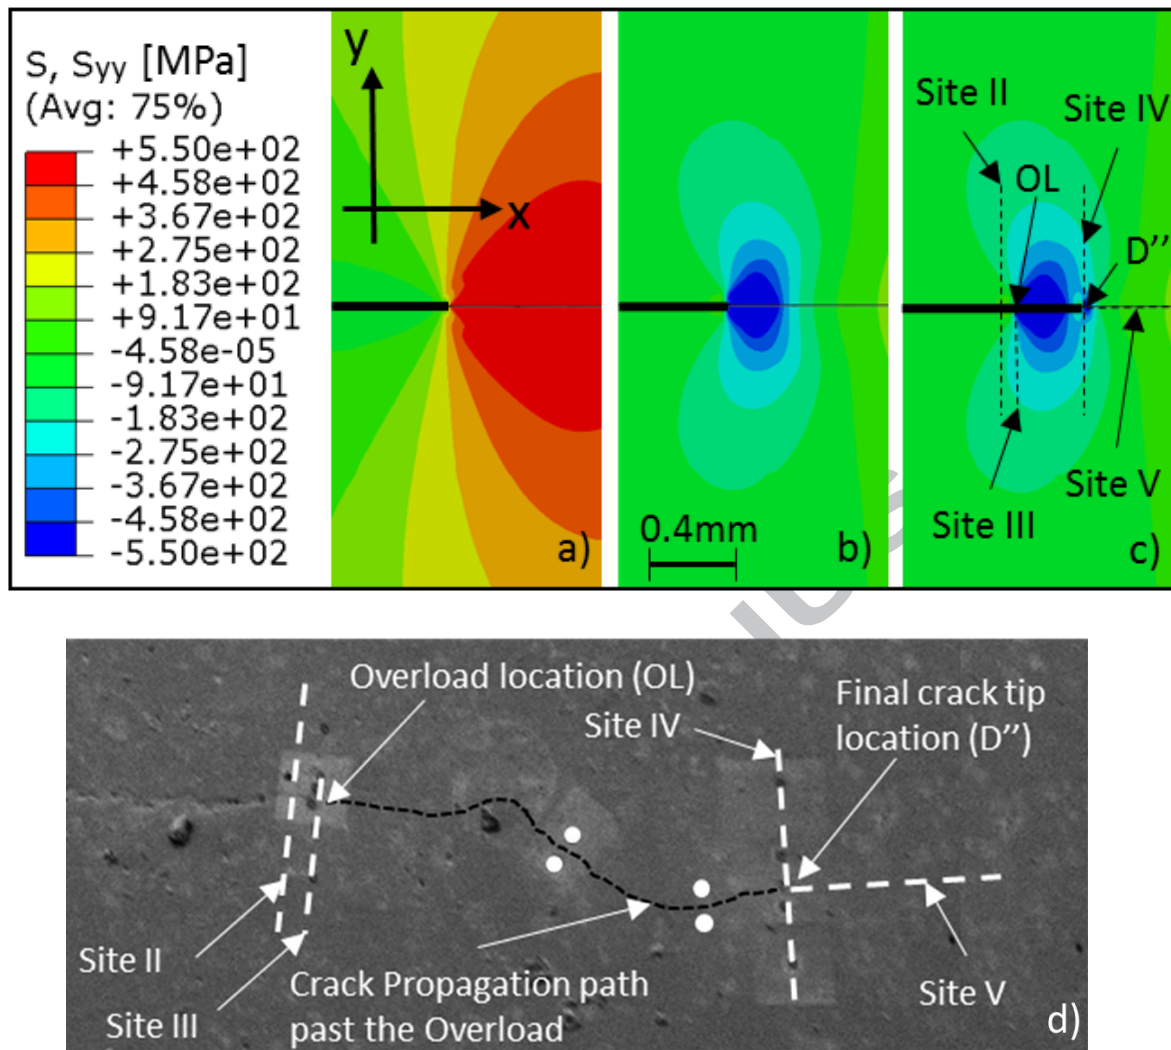 S, Syy [MPa]
(Avg: 75%)
+5.50e+02
+4.58e+02
+3.67e+02
+2.75e+02
+1.83e+02
+9.17e+01
-4.58e-05
-9.17e+01
-1.83e+02
-2.75e+02
-3.67e+02
-4.58e+02
-5.50e+02
y
x
a)
0.4mm
b)
Site II
Site IV
OL
D’’
Site V
Site III
c)
Overload location (OL)
Site IV
Final crack tip
location (D’’)
Site II
Site III
Crack Propagation path
past the Overload
Site V
d)